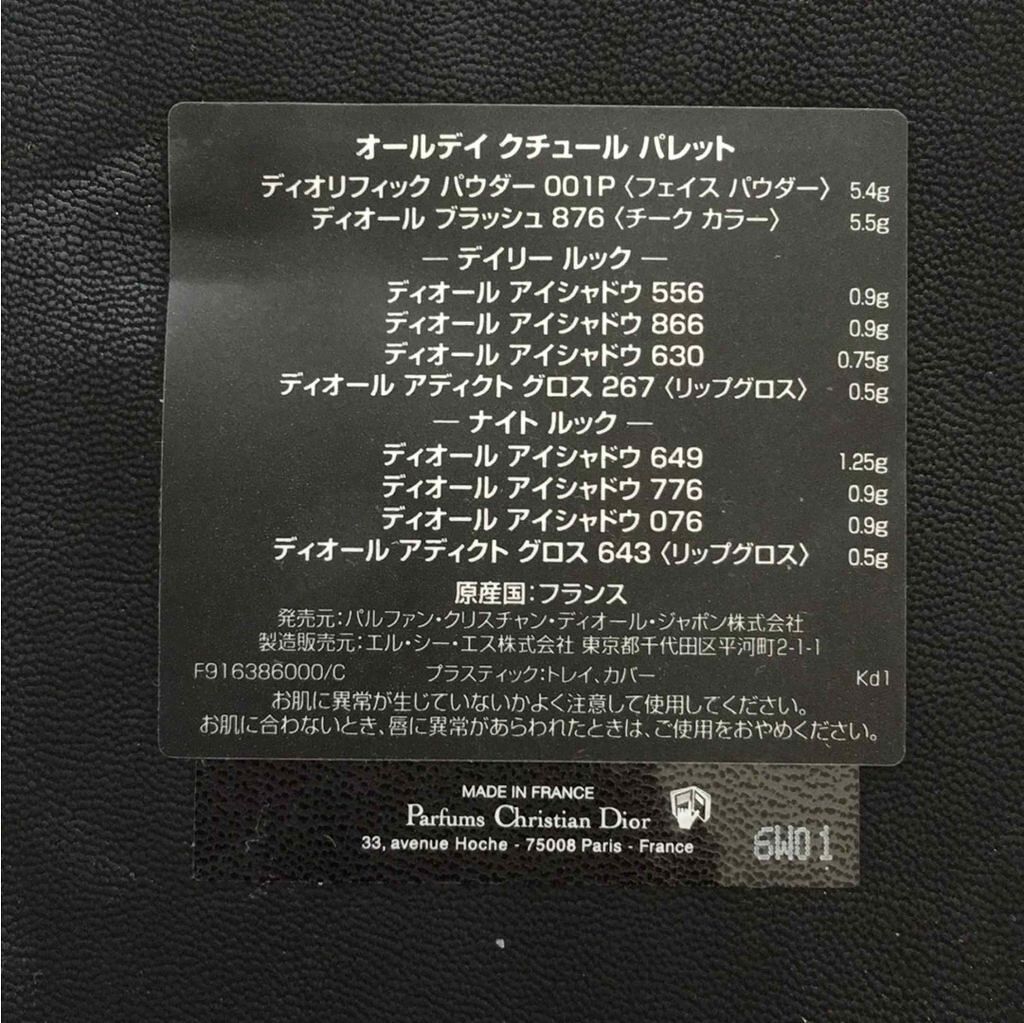 オールデイ クチュール パレット
ディオリフィック パウダー 001P〈フェイス パウダー〉 5.4g
ディオール ブラッシュ 876〈チーク カラー〉 5.5g
― デイリー ルック ―
ディオール アイシャドウ 556 0.9g
ディオール アイシャドウ 866 0.9g
ディオール アイシャドウ 630 0.75g
ディオール アディクト グロス 267〈リップグロス〉 0.5g
― ナイト ルック ―
ディオール アイシャドウ 649 1.25g
ディオール アイシャドウ 776 0.9g
ディオール アイシャドウ 076 0.9g
ディオール アディクト グロス 643〈リップグロス〉 0.5g
原産国：フランス
発売元：パルファン・クリスチャン・ディオール・ジャポン株式会社
製造販売元：エル・シー・エス株式会社 東京都千代田区平河町2-1-1
F916386000/C プラスティック：トレイ、カバー Kd1
お肌に異常が生じていないかよく注意して使用してください。
お肌に合わないとき、唇に異常があらわれたときは、ご使用をおやめください。
MADE IN FRANCE
Parfums Christian Dior
33, avenue Hoche - 75008 Paris - France
6W01